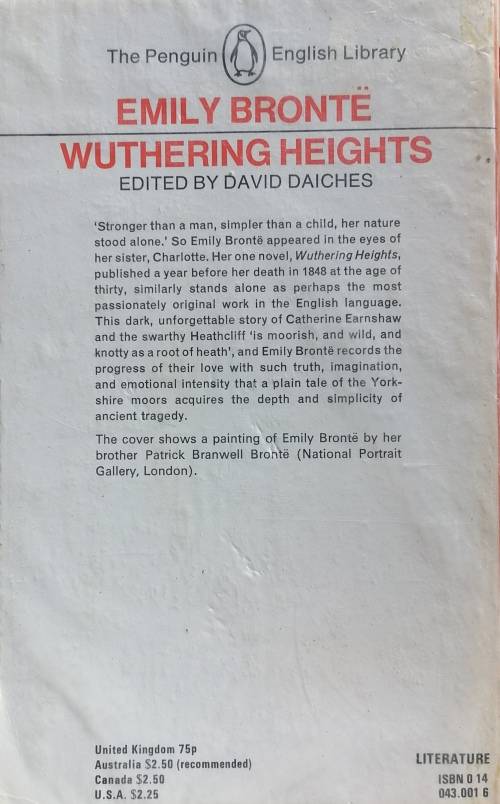 The Penguin English Library
EMILY BRONTË
WUTHERING HEIGHTS
EDITED BY DAVID DAICHES
'Stronger than a man, simpler than a child, her nature
stood alone.' So Emily Brontë appeared in the eyes of
her sister, Charlotte. Her one novel, Wuthering Heights,
published a year before her death in 1848 at the age of
thirty, similarly stands alone as perhaps the most
passionately original work in the English language.
This dark, unforgettable story of Catherine Earnshaw
and the swarthy Heathcliff 'is moorish, and wild, and
knotty as a root of heath', and Emily Brontë records the
progress of their love with such truth, imagination,
and emotional intensity that a plain tale of the York-
shire moors acquires the depth and simplicity of
ancient tragedy.
The cover shows a painting of Emily Brontë by her
brother Patrick Branwell Brontë (National Portrait
Gallery, London).
United Kingdom 75p
Australia $2.50 (recommended)
Canada $2.50
U.S.A. $2.25
LITERATURE
ISBN 0 14
043.001 6